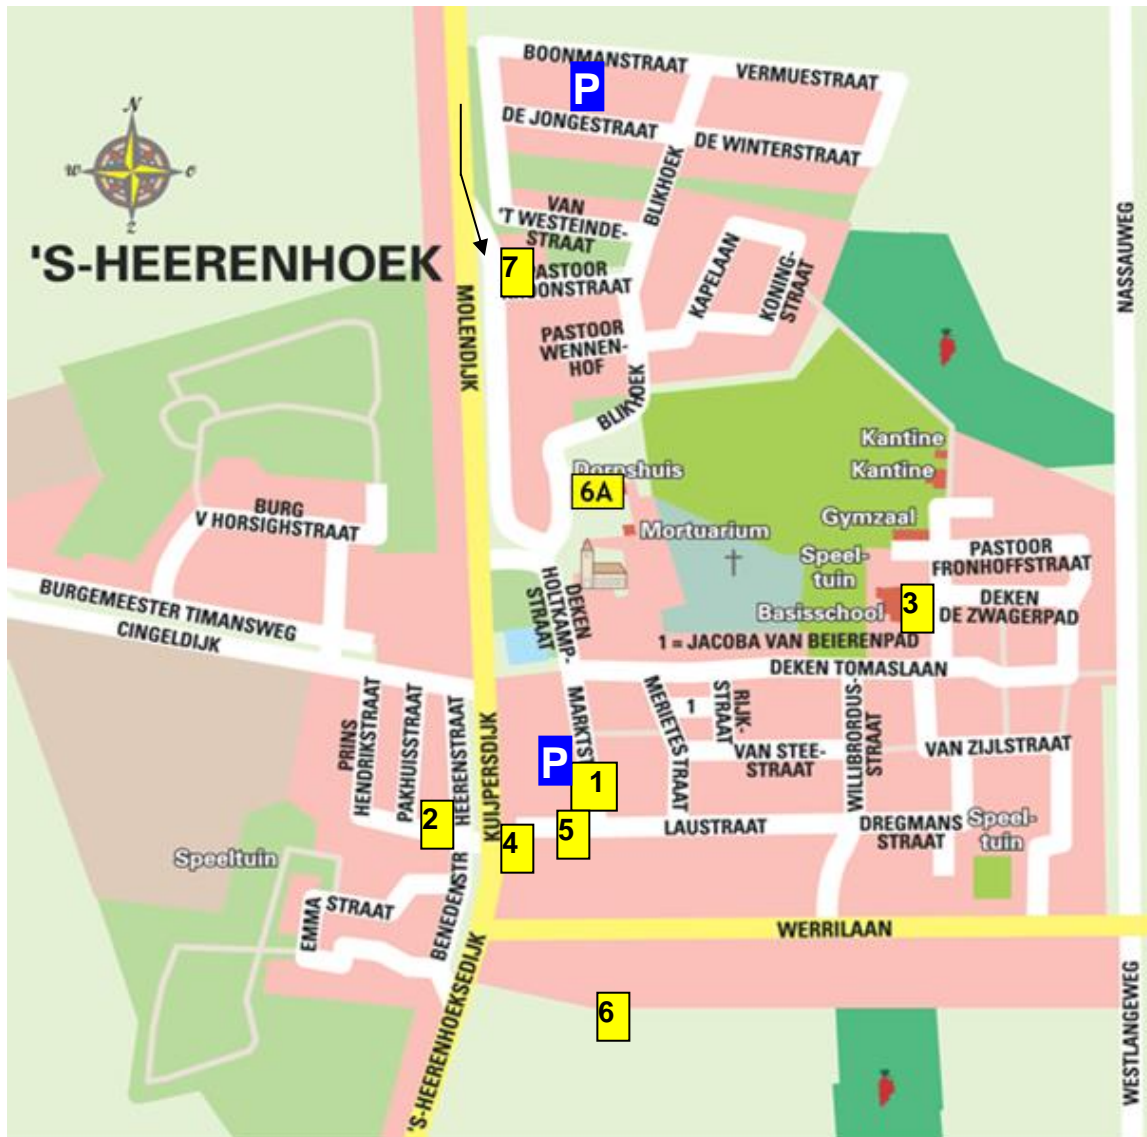 BOONMANSTRAAT
VERMUESTRAAT
P
DE JONGESTRAAT
DE WINTERSTRAAT
N
W
O
Z
'S-HEERENHOEK
BLIKHOEK
VAN
'T WESTEINDE-
STRAAT
7
PASTOOR
STRAAT
KAPELAAN
KONING-
STRAAT
NASSAUWEG
MOLENDIJK
PASTOOR
WENNEN-
HOF
BLIKHOEK
Kantine
Kantine
Dorpshuis
6A
Mortuarium
Gymzaal
BURG
V HORSIGHSTRAAT
PASTOOR
FRONHOFFSTRAAT
Speel-
tuin
Basisschool
3
DEKEN
DE ZWAGERPAD
BURGEMEESTER TIMANSWEG
CINGELDIJK
DEKEN
HOLTKAMP-
STRAAT
1 = JACOBA VAN BEIERENPAD
DEKEN TOMASLAAN
PRINS
HENDRIKSTRAAT
PAKHUISSTRAAT
HEERENSTRAAT
KUIJPERSDIJK
MARKTST
MERIETESTRAAT
1
RIJK-
STRAAT
VAN STEE-
STRAAT
WILLIBRORDUS-
STRAAT
VAN ZIJLSTRAAT
P
1
2
4
5
LAUSTRAAT
DREGMANS
STRAAT
Speel-
tuin
Speeltuin
EMMA
STRAAT
BENEDENSTR
WERRILAAN
'S-HEERENHOEKSEDIJK
6
WESTLANGEWEG